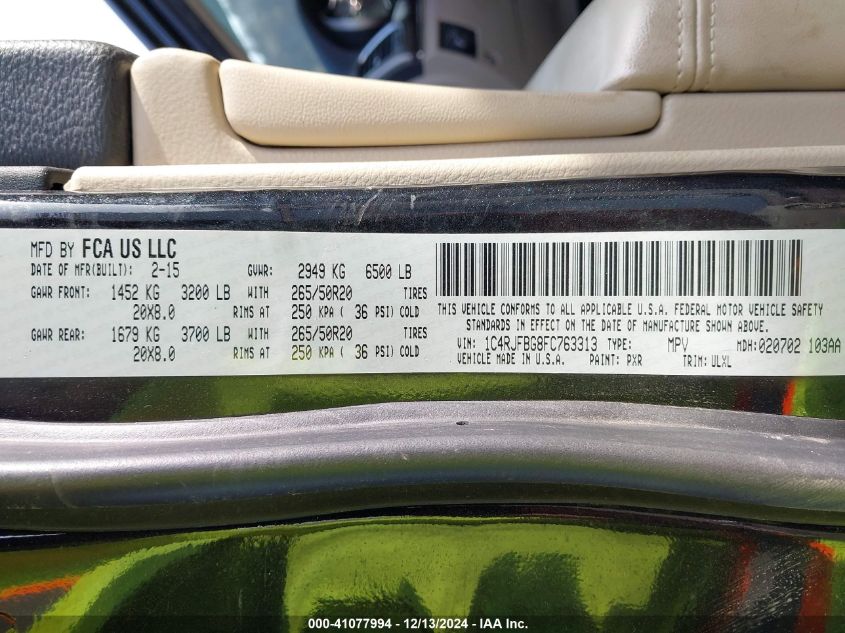 MFD BY FCA US LLC
DATE OF MFR(BUILT): 2-15 GVWR: 2949 KG 6500 LB
GAWR FRONT: 1452 KG 3200 LB WITH 265/50R20 TIRES
20X8.0 RIMS AT 250 KPA ( 36 PSI) COLD
GAWR REAR: 1679 KG 3700 LB WITH 265/50R20 TIRES
20X8.0 RIMS AT 250 KPA ( 36 PSI) COLD
THIS VEHICLE CONFORMS TO ALL APPLICABLE U.S.A. FEDERAL MOTOR VEHICLE SAFETY
STANDARDS IN EFFECT ON THE DATE OF MANUFACTURE SHOWN ABOVE.
VIN: 1C4RJFBG8FC763313 TYPE: MPV MDH:020702 103AA
VEHICLE MADE IN U.S.A. PAINT: PXR TRIM: ULXL
000-41077994 - 12/13/2024 - IAA Inc.